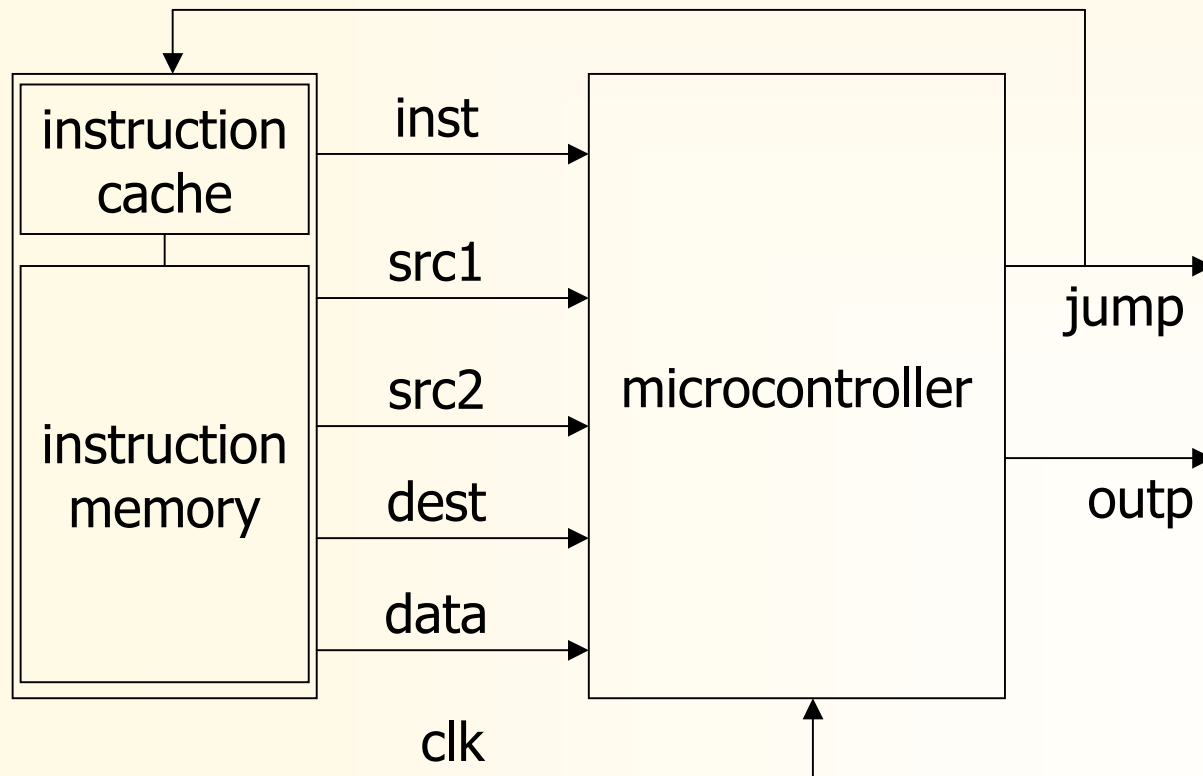 instruction
cache
instruction
memory
inst
src1
src2
dest
data
clk
microcontroller
jump
outp